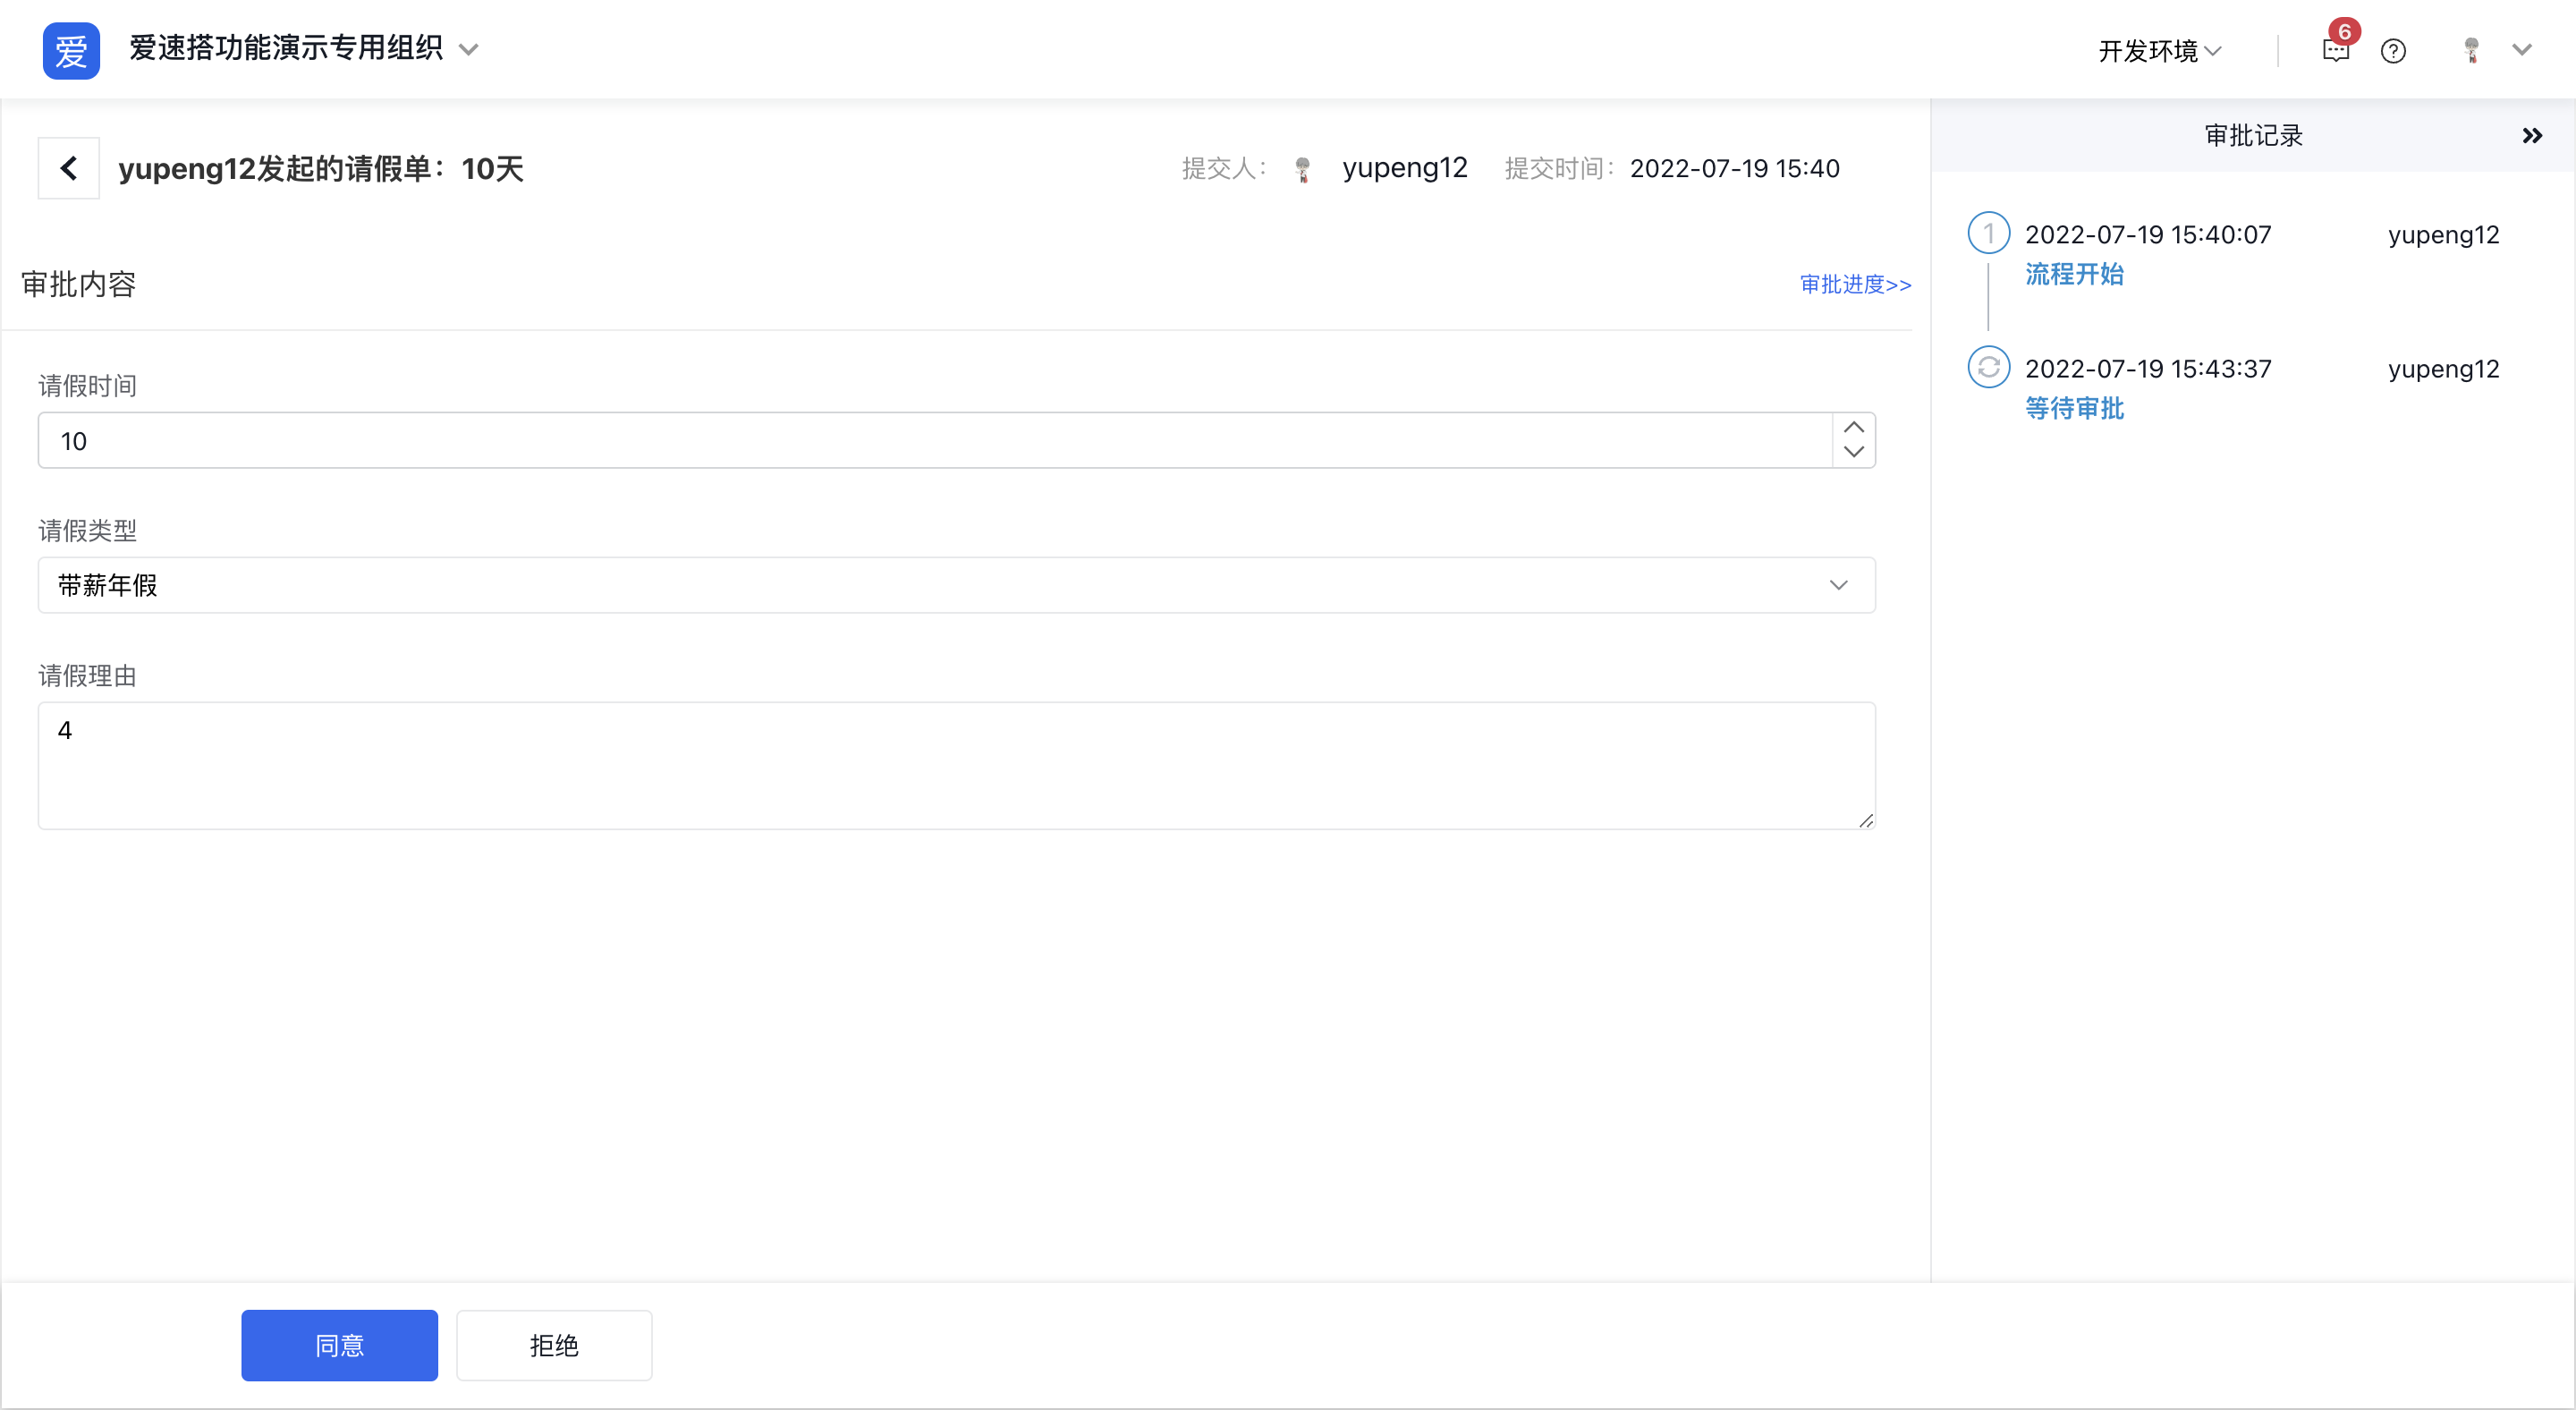 爱 爱速搭功能演示专用组织 开发环境 6
yupeng12发起的请假单：10天 提交人： yupeng12 提交时间： 2022-07-19 15:40
审批内容 审批进度>>
请假时间
10
请假类型
带薪年假
请假理由
4
同意 拒绝
审批记录
1 2022-07-19 15:40:07 yupeng12
流程开始
2022-07-19 15:43:37 yupeng12
等待审批